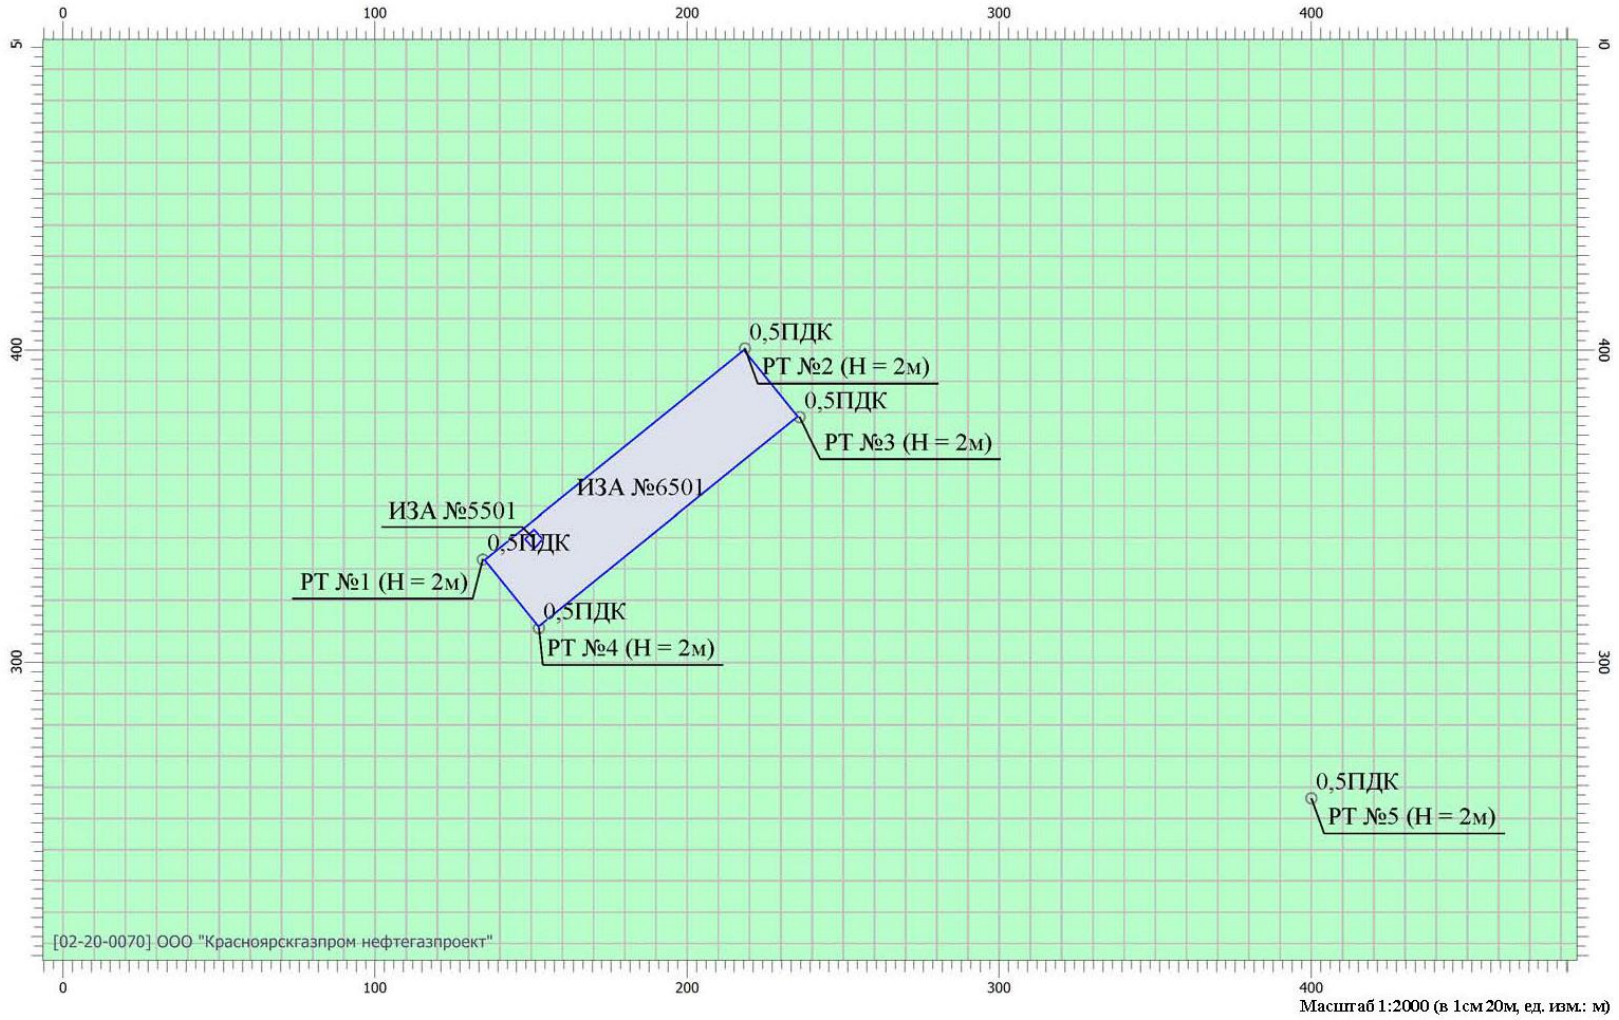 0 100 200 300 400
5
0
0,5ПДК
400
400
РТ №2 (H = 2м)
0,5ПДК
РТ №3 (H = 2м)
ИЗА №6501
ИЗА №5501
0,5ПДК
РТ №1 (H = 2м)
0,5ПДК
РТ №4 (H = 2м)
300
300
0,5ПДК
РТ №5 (H = 2м)
[02-20-0070] ООО "Красноярскгазпром нефтегазпроект"
0 100 200 300 400
Масштаб 1:2000 (в 1см 20м, ед. изм.: м)